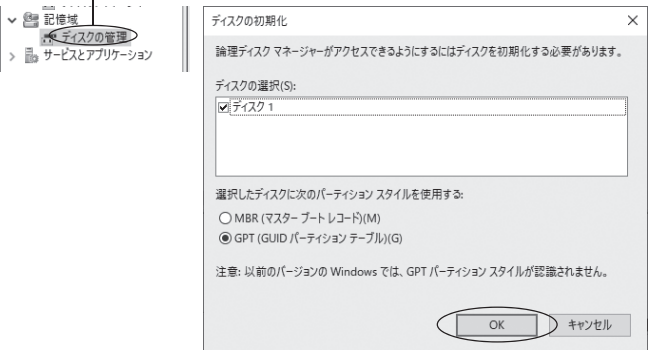 記憶域
ディスクの管理
サービスとアプリケーション
ディスクの初期化
論理ディスク マネージャーがアクセスできるようにするにはディスクを初期化する必要があります。
ディスクの選択(S):
ディスク 1
選択したディスクに次のパーティション スタイルを使用する:
MBR (マスター ブート レコード)(M)
GPT (GUID パーティション テーブル)(G)
注意: 以前のバージョンの Windows では、GPT パーティション スタイルが認識されません。
OK
キャンセル